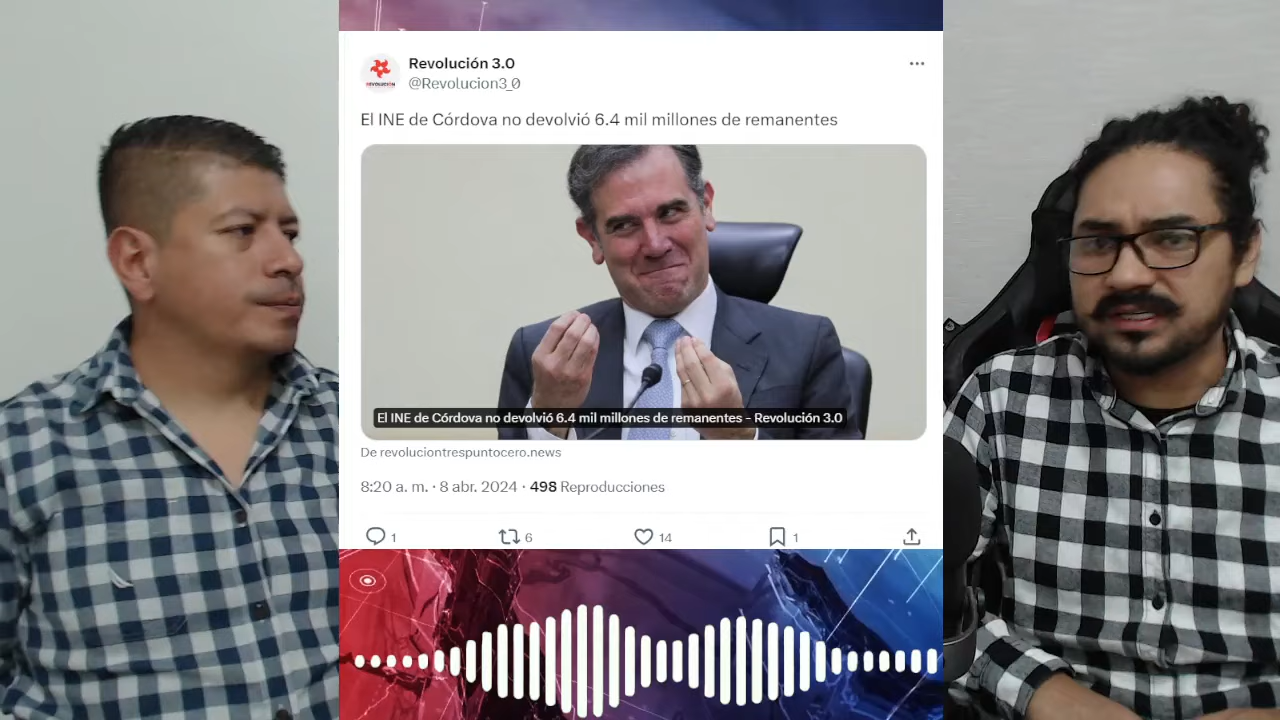 Revolución 3.0
@Revolucion3_0
El INE de Córdova no devolvió 6.4 mil millones de remanentes
El INE de Córdova no devolvió 6.4 mil millones de remanentes - Revolución 3.0
De revoluciontrespuntocero.news
8:20 a. m. · 8 abr. 2024 · 498 Reproducciones
1 6 14 1